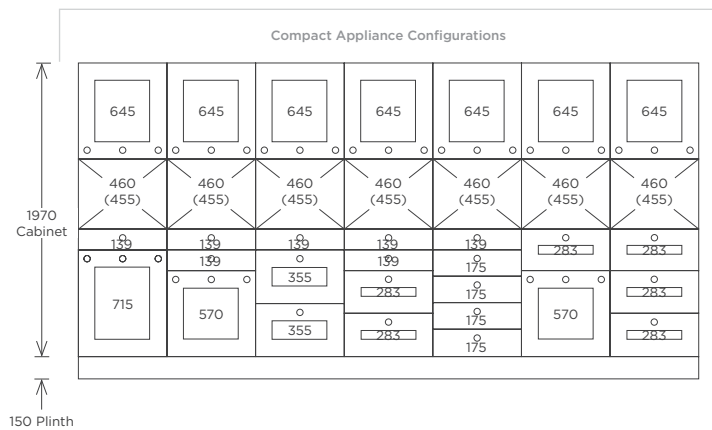 Compact Appliance Configurations
645 645 645 645 645 645 645
460 460 460 460 460 460 460
(455) (455) (455) (455) (455) (455) (455)
1970
Cabinet
139 139 139 139 139 283 283
139 139
175
355
283 283
175
715 570 570
175
355
283 283
175
150 Plinth